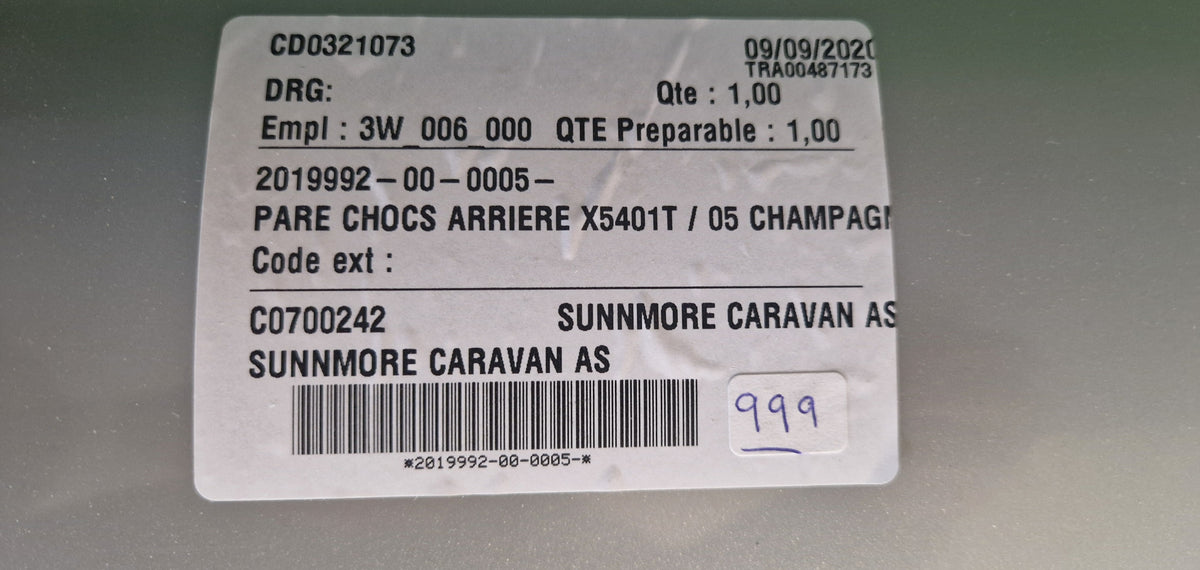 CD0321073 09/09/2020
TRA00487173
DRG: Qte : 1,00
Empl : 3W_006_000 QTE Preparable : 1,00
2019992-00-0005-
PARE CHOCS ARRIERE X5401T / 05 CHAMPAGN
Code ext :
C0700242 SUNNMORE CARAVAN AS
SUNNMORE CARAVAN AS
*2019992-00-0005-*
999